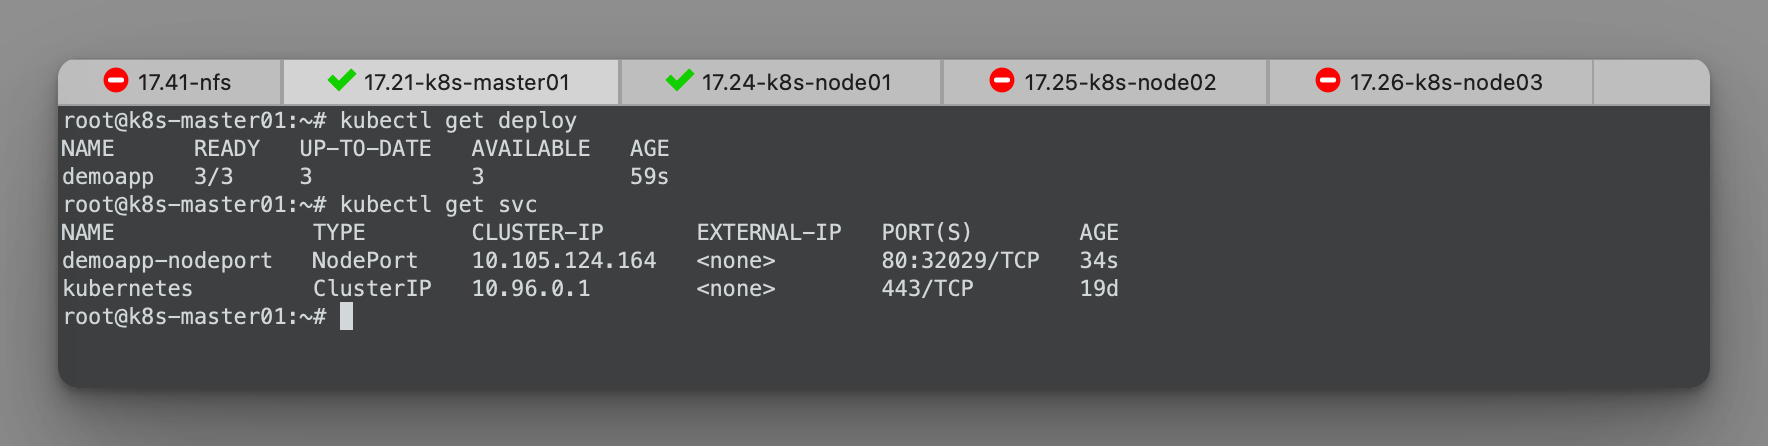 17.41-nfs 17.21-k8s-master01 17.24-k8s-node01 17.25-k8s-node02 17.26-k8s-node03
root@k8s-master01:~# kubectl get deploy
NAME      READY   UP-TO-DATE   AVAILABLE   AGE
demoapp   3/3     3            3           59s
root@k8s-master01:~# kubectl get svc
NAME               TYPE        CLUSTER-IP       EXTERNAL-IP   PORT(S)        AGE
demoapp-nodeport   NodePort    10.105.124.164   <none>        80:32029/TCP   34s
kubernetes         ClusterIP   10.96.0.1        <none>        443/TCP        19d
root@k8s-master01:~#